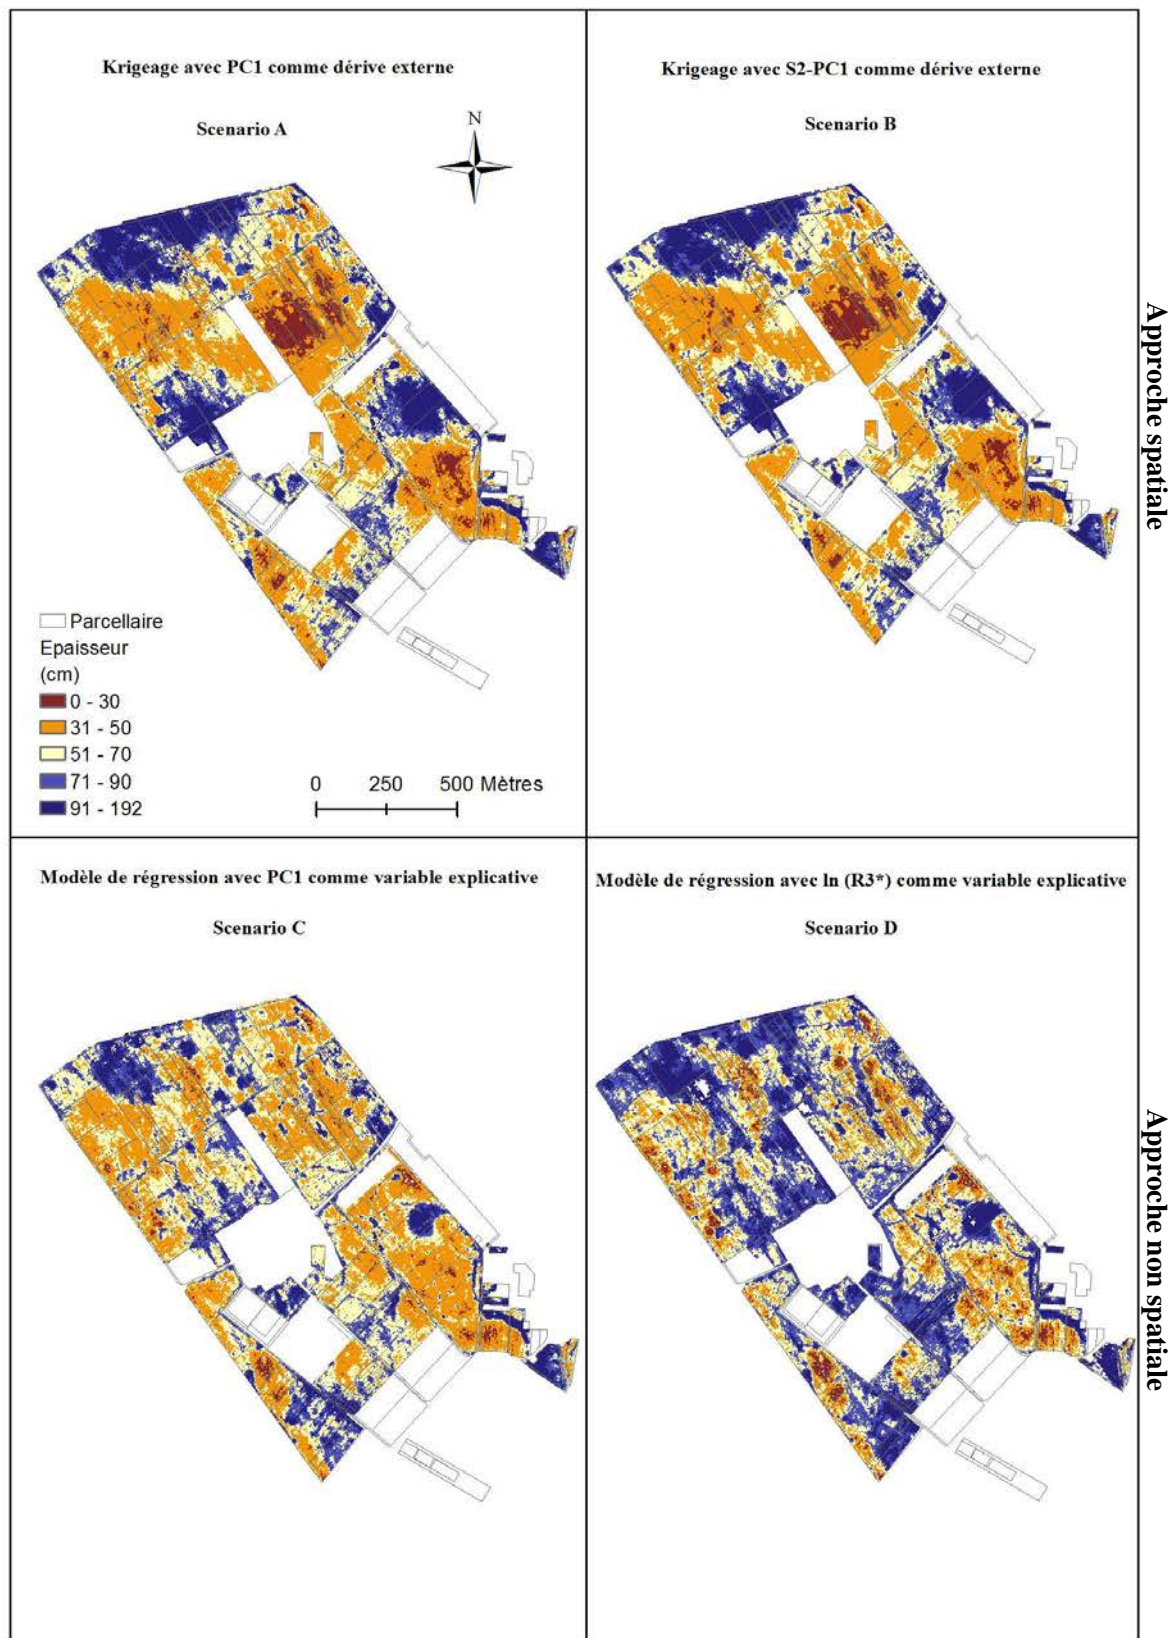 Krigeage avec PC1 comme dérive externe
Scenario A
N
Krigeage avec S2-PC1 comme dérive externe
Scenario B
Approche spatiale
Parcellaire
Epaisseur
(cm)
0 - 30
31 - 50
51 - 70
71 - 90
91 - 192
0 250 500 Mètres
Modèle de régression avec PC1 comme variable explicative
Scenario C
Modèle de régression avec ln (R3*) comme variable explicative
Scenario D
Approche non spatiale